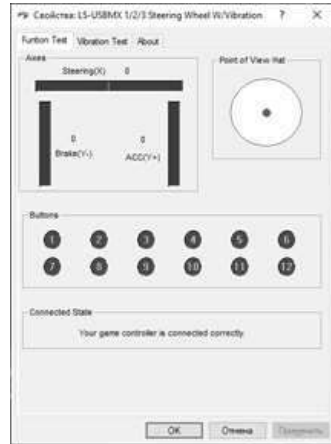 Свойства: LS-USBMX 1/2/3 Steering Wheel W/Vibration ? X
Funtion Test Vibration Test About
Axes
Steering(X) 0
0 0
Brake(Y-) ACC(Y+)
Point of View Hat
Buttons
1 2 3 4 5 6
7 8 9 10 11 12
Connected State
Your game controller is connected correctly.
OK Отмена Применить